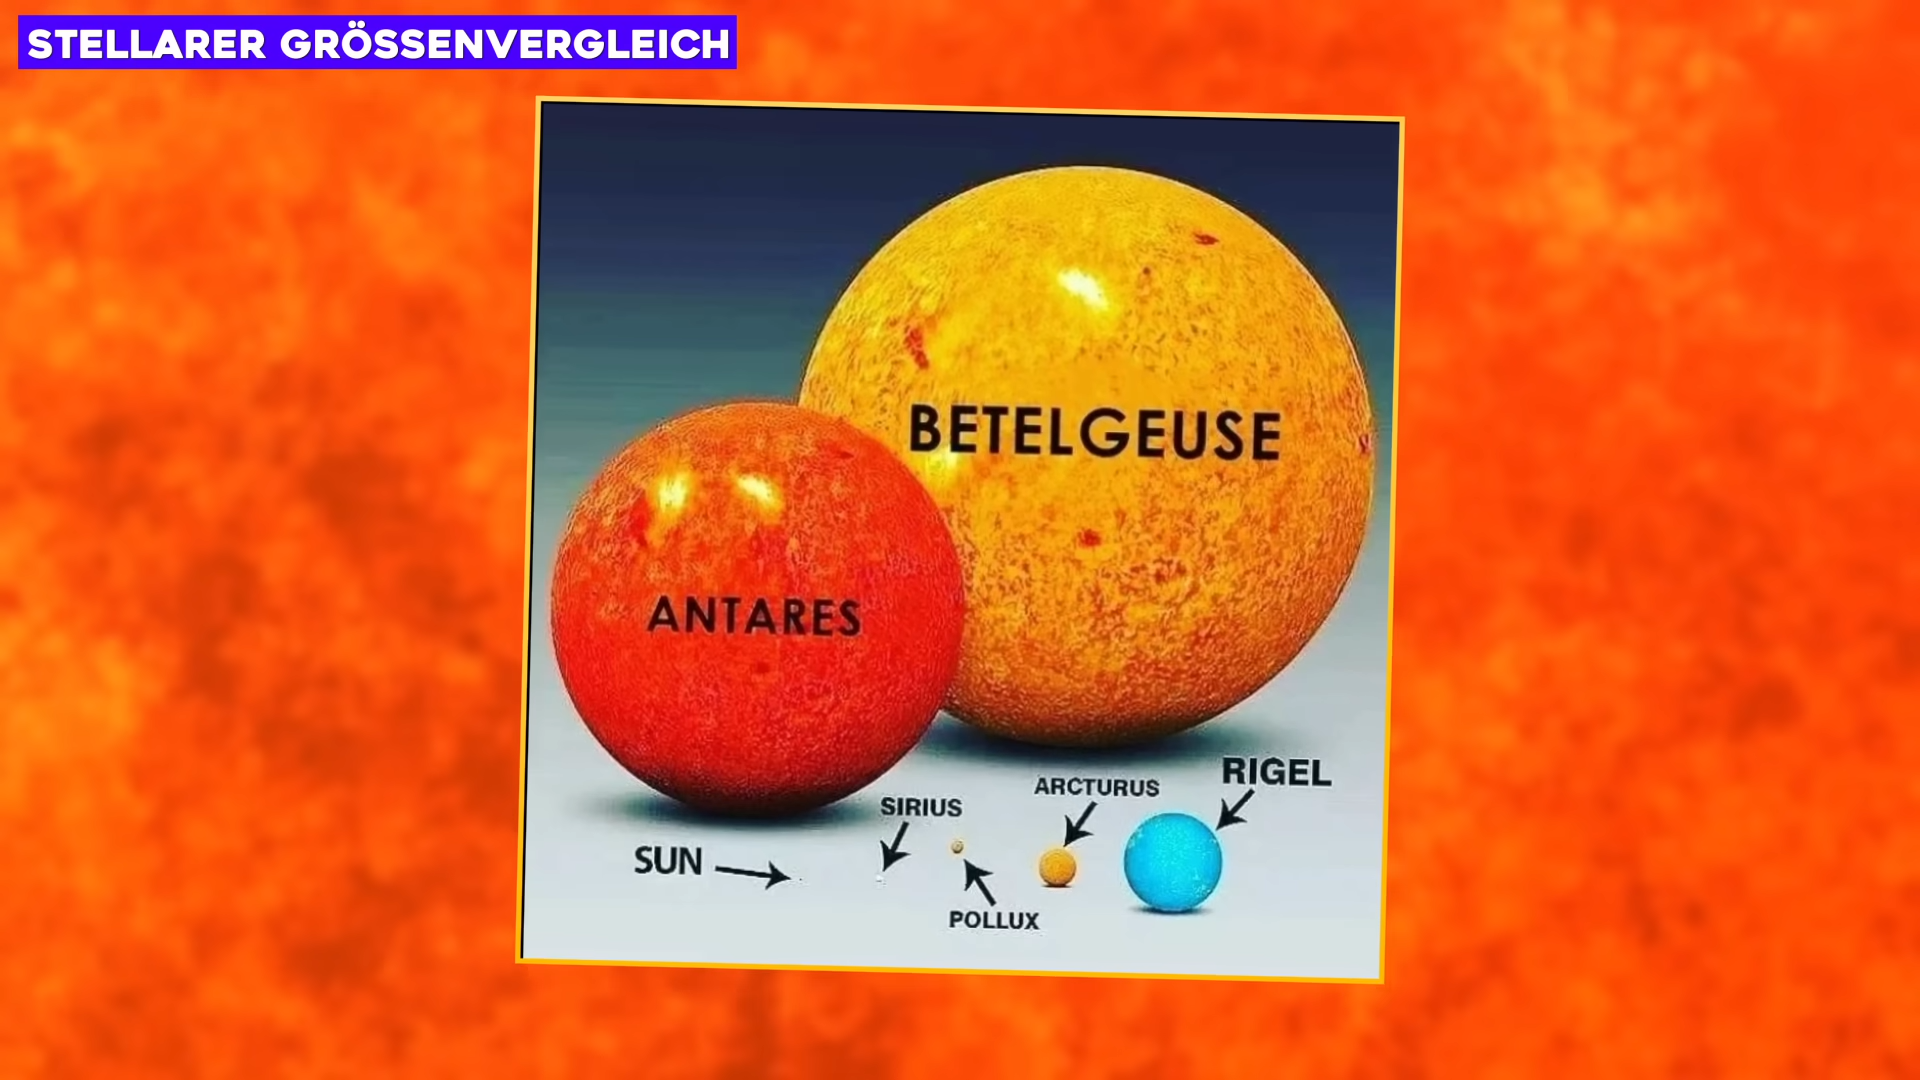 STELLARER GRÖSSENVERGLEICH
BETELGEUSE
ANTARES
RIGEL
ARCTURUS
SIRIUS
SUN
POLLUX